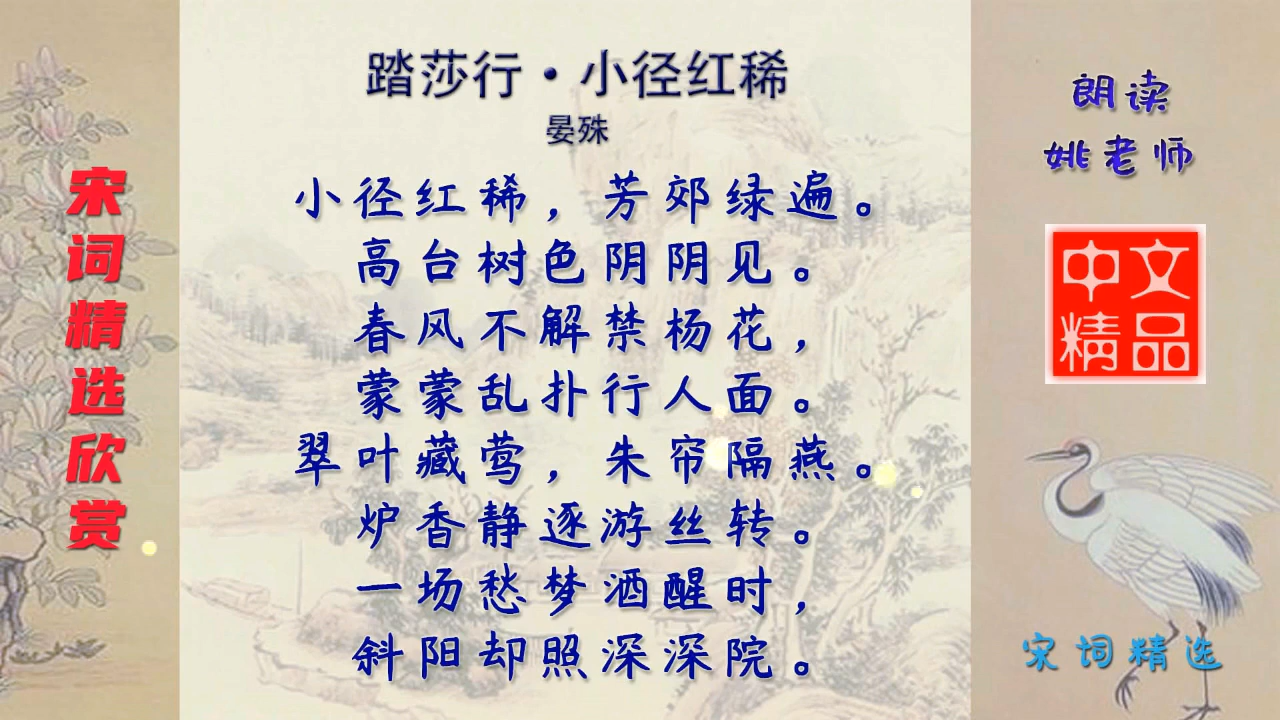 踏莎行·小径红稀
晏殊
小径红稀，芳郊绿遍。
高台树色阴阴见。
春风不解禁杨花，
蒙蒙乱扑行人面。
翠叶藏莺，朱帘隔燕。
炉香静逐游丝转。
一场愁梦酒醒时，
斜阳却照深深院。
宋词精选欣赏
朗读
姚老师
中文
精品
宋词精选